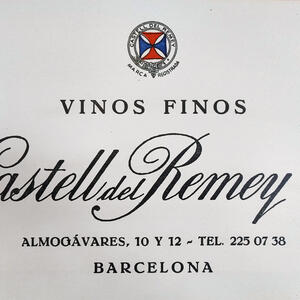 CASTELL DEL REMEY
MARCA REGISTRADA
VINOS FINOS
Castell del Remey
ALMOGÁVARES, 10 Y 12 - TEL. 225 07 38
BARCELONA